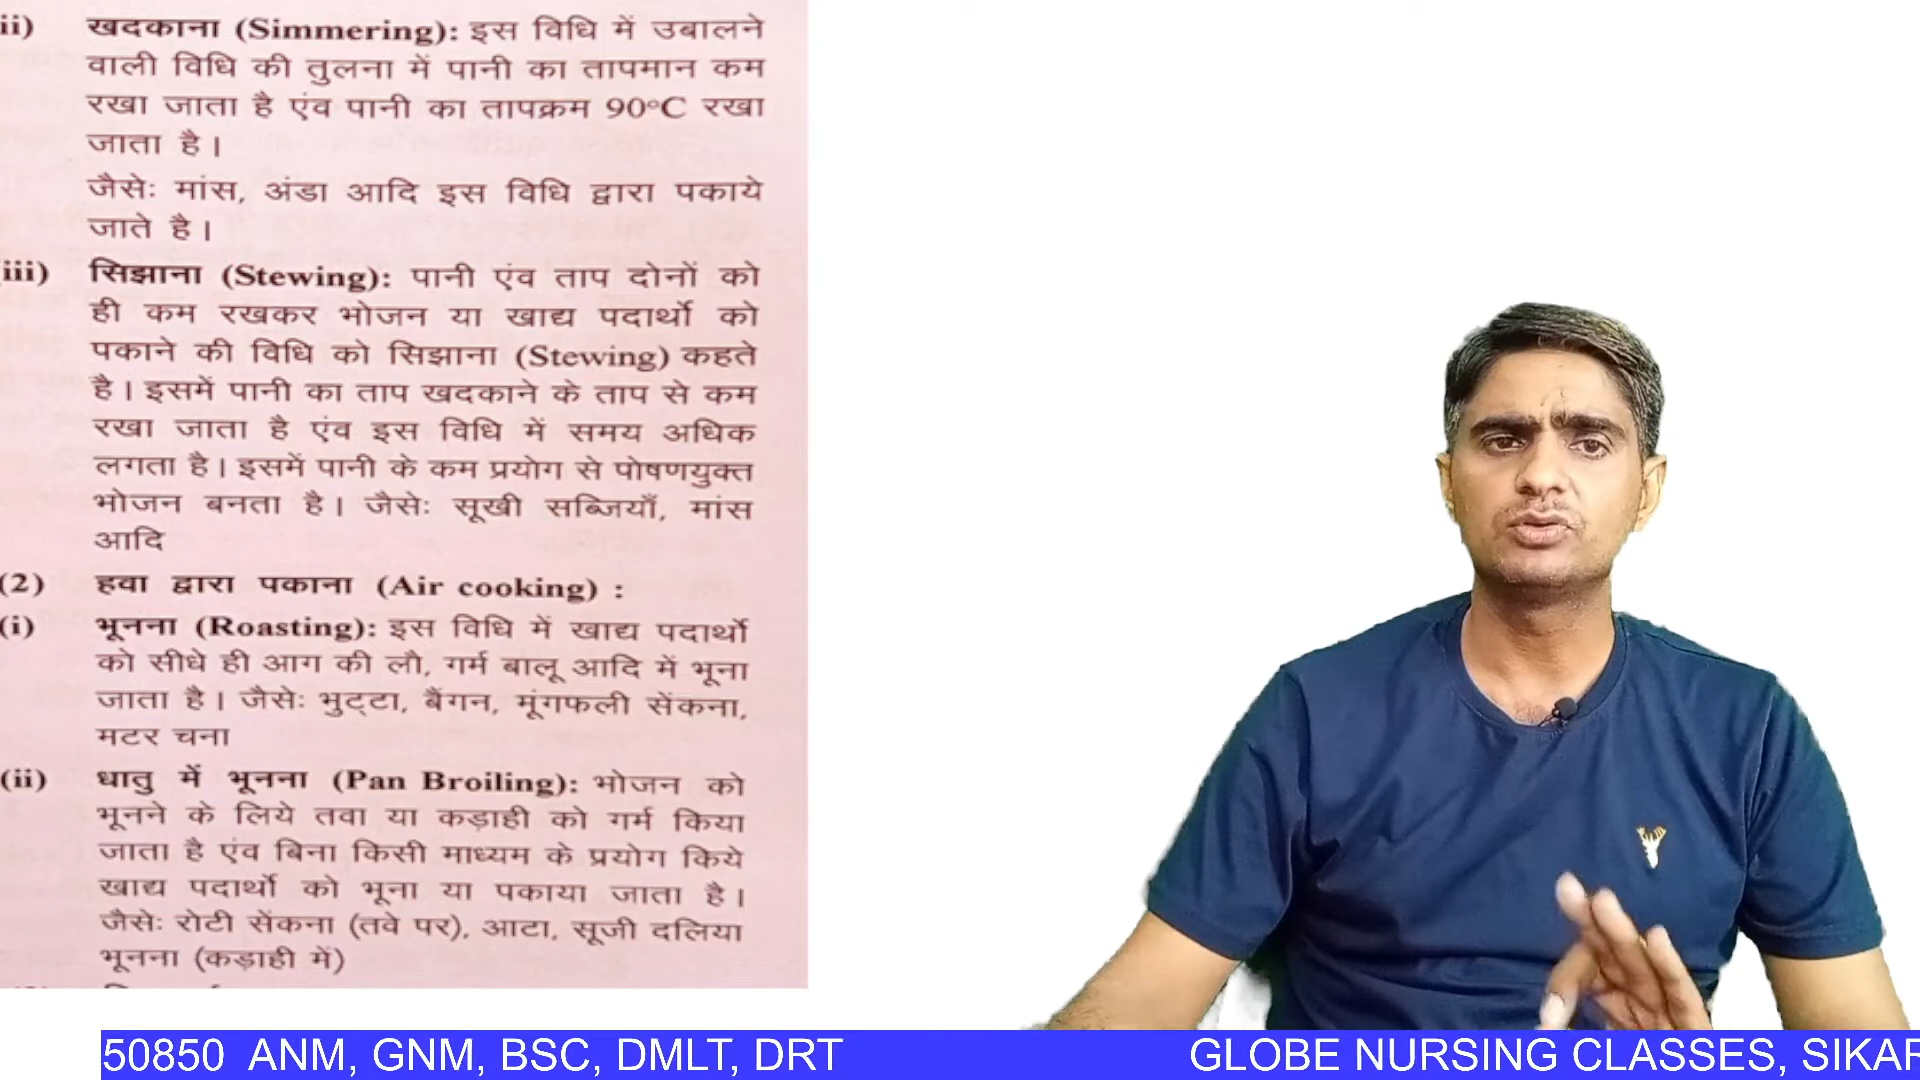 ii) खदकाना (Simmering): इस विधि में उबालने
वाली विधि की तुलना में पानी का तापमान कम
रखा जाता है एंव पानी का तापक्रम 90°C रखा
जाता है।
जैसेः मांस, अंडा आदि इस विधि द्वारा पकाये
जाते है।
iii) सिझाना (Stewing): पानी एंव ताप दोनों को
ही कम रखकर भोजन या खाद्य पदार्थो को
पकाने की विधि को सिझाना (Stewing) कहते
है। इसमें पानी का ताप खदकाने के ताप से कम
रखा जाता है एंव इस विधि में समय अधिक
लगता है। इसमें पानी के कम प्रयोग से पोषणयुक्त
भोजन बनता है। जैसेः सूखी सब्जियाँ, मांस
आदि
(2) हवा द्वारा पकाना (Air cooking) :
(i) भूनना (Roasting): इस विधि में खाद्य पदार्थो
को सीधे ही आग की लौ, गर्म बालू आदि में भूना
जाता है। जैसेः भुट्टा, बैंगन, मूंगफली सेंकना,
मटर चना
(ii) धातु में भूनना (Pan Broiling): भोजन को
भूनने के लिये तवा या कड़ाही को गर्म किया
जाता है एंव बिना किसी माध्यम के प्रयोग किये
खाद्य पदार्थो को भूना या पकाया जाता है।
जैसेः रोटी सेंकना (तवे पर), आटा, सूजी दलिया
भूनना (कड़ाही में)
50850 ANM, GNM, BSC, DMLT, DRT GLOBE NURSING CLASSES, SIKAR